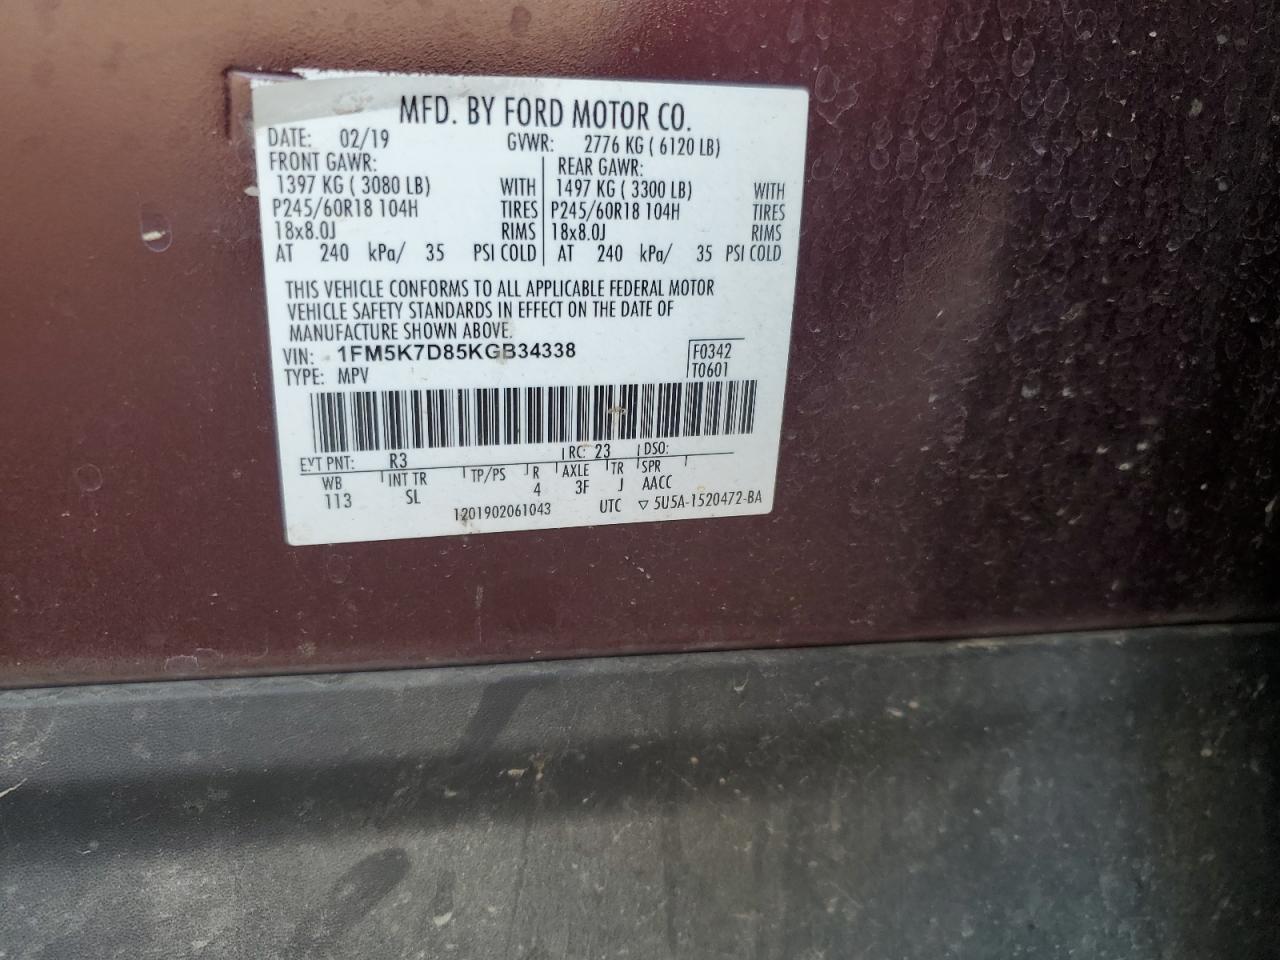 MFD. BY FORD MOTOR CO.
DATE: 02/19 GVWR: 2776 KG ( 6120 LB)
FRONT GAWR: REAR GAWR:
1397 KG ( 3080 LB) WITH 1497 KG ( 3300 LB) WITH
P245/60R18 104H TIRES P245/60R18 104H TIRES
18x8.0J RIMS 18x8.0J RIMS
AT 240 kPa/ 35 PSI COLD AT 240 kPa/ 35 PSI COLD
THIS VEHICLE CONFORMS TO ALL APPLICABLE FEDERAL MOTOR
VEHICLE SAFETY STANDARDS IN EFFECT ON THE DATE OF
MANUFACTURE SHOWN ABOVE.
VIN: 1FM5K7D85KGB34338 F0342
TYPE: MPV T0601
EXT PNT: R3 RC: 23 DSO:
WB INT TR TP/PS R AXLE TR SPR
113 SL 4 3F J AACC
1201902061043 UTC ▽ 5U5A-1520472-BA